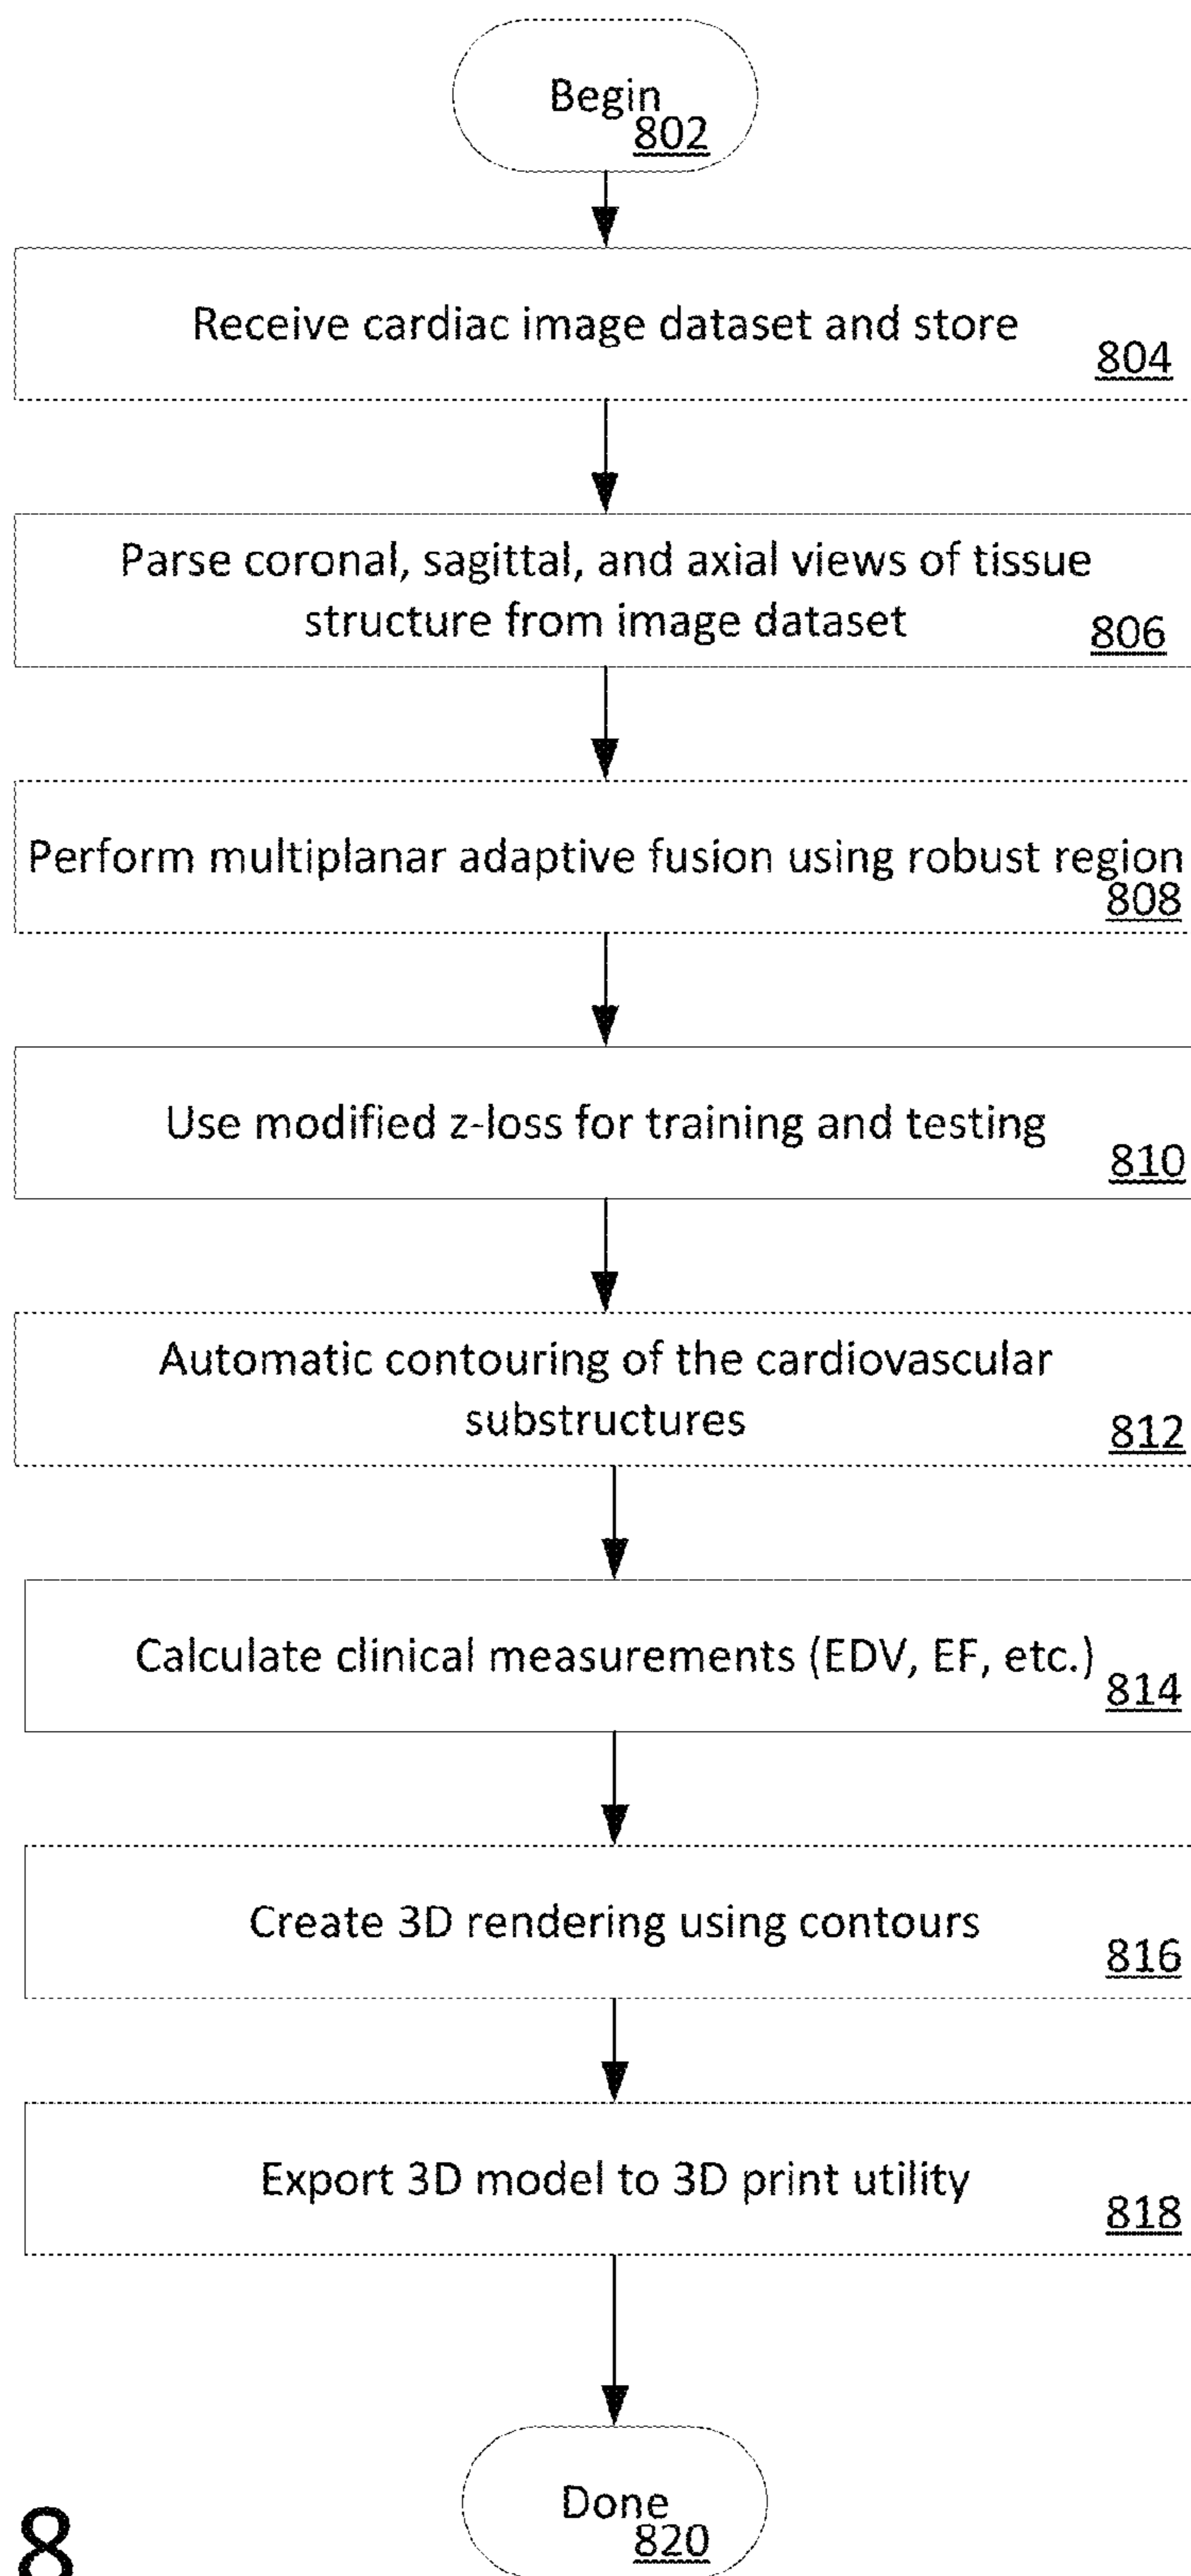 Begin
802
Receive cardiac image dataset and store
804
Parse coronal, sagittal, and axial views of tissue
structure from image dataset
806
Perform multiplanar adaptive fusion using robust region
808
Use modified z-loss for training and testing
810
Automatic contouring of the cardiovascular
substructures
812
Calculate clinical measurements (EDV, EF, etc.)
814
Create 3D rendering using contours
816
Export 3D model to 3D print utility
818
Done
820
8